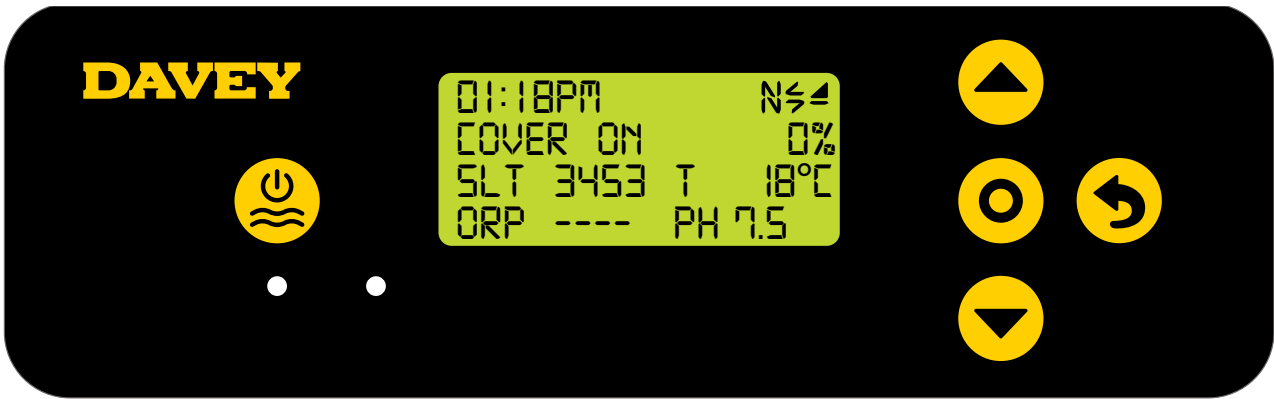 DAVEY
01:18PM N
COVER ON 0%
SLT 3453 T 18°C
ORP ---- PH 7.5